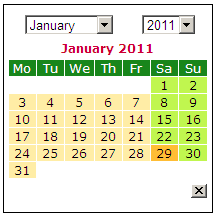 January 2011
January 2011
Mo Tu We Th Fr Sa Su
1 2
3 4 5 6 7 8 9
10 11 12 13 14 15 16
17 18 19 20 21 22 23
24 25 26 27 28 29 30
31